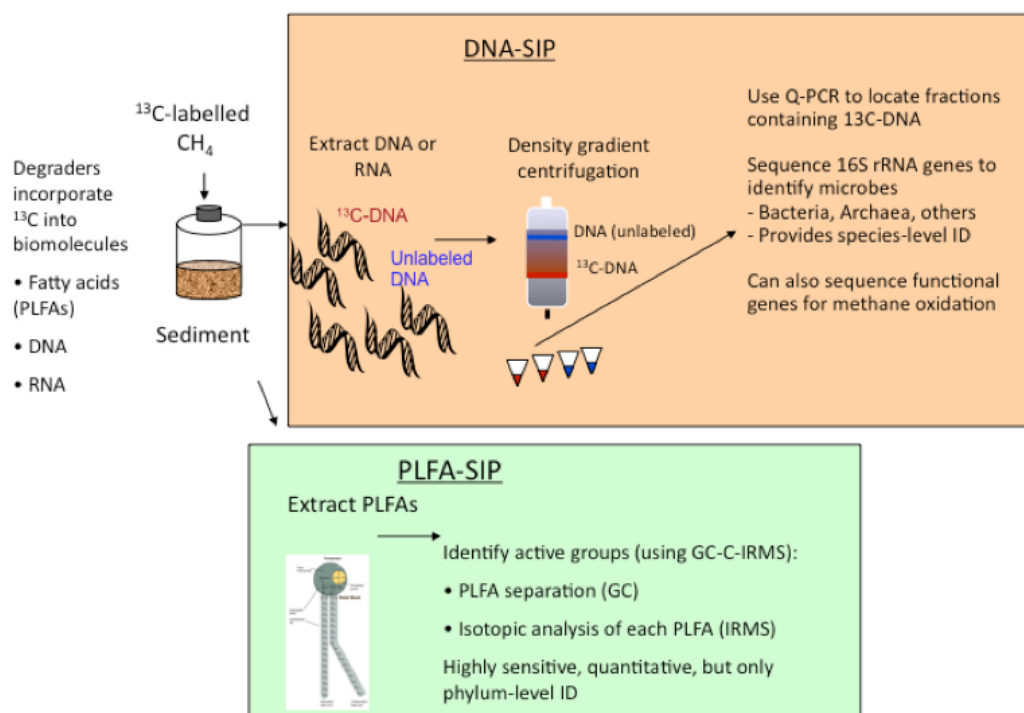 DNA-SIP
¹³C-labelled
CH₄
Degraders
incorporate
¹³C into
biomolecules
• Fatty acids
(PLFAs)
• DNA
• RNA
Sediment
Extract DNA or
RNA
¹³C-DNA
Unlabeled
DNA
Density gradient
centrifugation
DNA (unlabeled)
¹³C-DNA
Use Q-PCR to locate fractions
containing 13C-DNA
Sequence 16S rRNA genes to
identify microbes
- Bacteria, Archaea, others
- Provides species-level ID
Can also sequence functional
genes for methane oxidation
PLFA-SIP
Extract PLFAs
Identify active groups (using GC-C-IRMS):
• PLFA separation (GC)
• Isotopic analysis of each PLFA (IRMS)
Highly sensitive, quantitative, but only
phylum-level ID